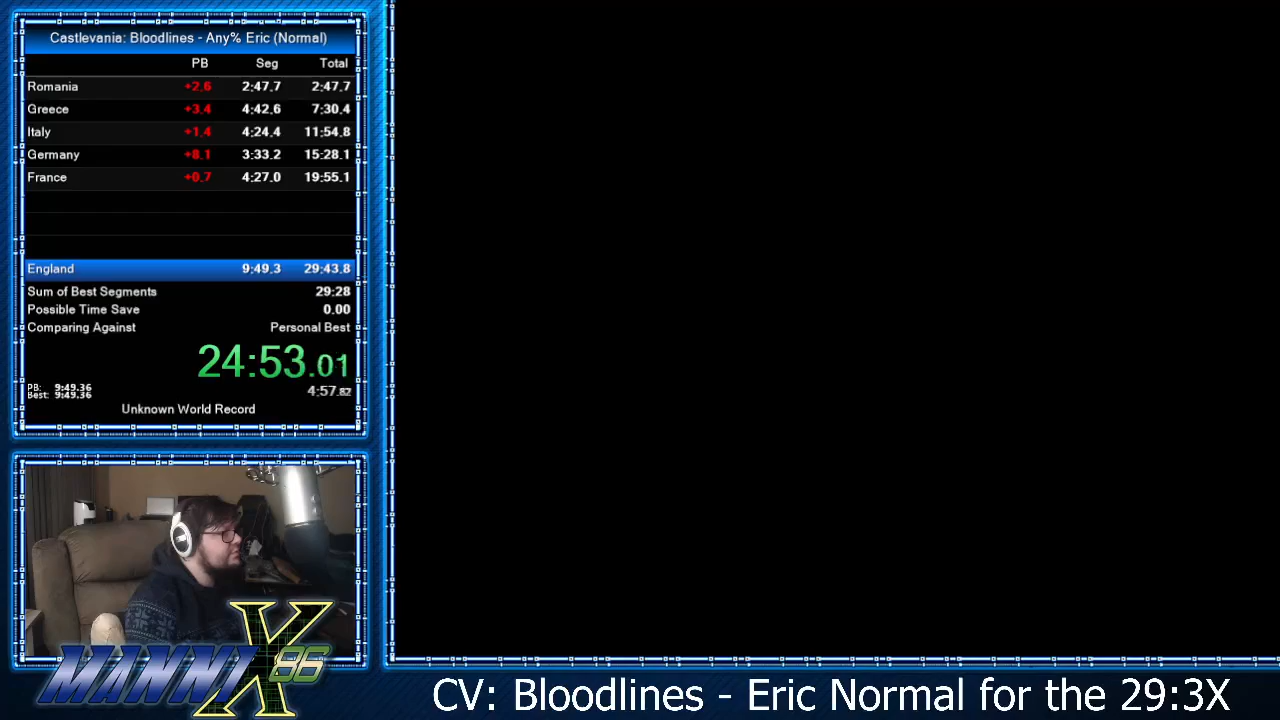 Castlevania: Bloodlines - Any% Eric (Normal)
PB Seg Total
Romania +2.6 2:47.7 2:47.7
Greece +3.4 4:42.6 7:30.4
Italy +1.4 4:24.4 11:54.8
Germany +8.1 3:33.2 15:28.1
France +0.7 4:27.0 19:55.1
England 9:49.3 29:43.8
Sum of Best Segments 29:28
Possible Time Save 0.00
Comparing Against Personal Best
24:53.01
PB: 9:49.36
Best: 9:49.36
4:57.82
Unknown World Record
MANNIX86
CV: Bloodlines - Eric Normal for the 29:3X